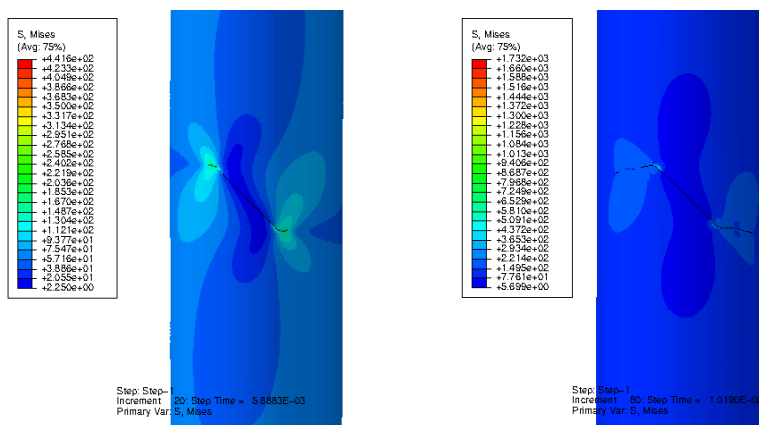 S, Mises
(Avg: 75%)
+4.416e+02
+4.233e+02
+4.049e+02
+3.866e+02
+3.683e+02
+3.500e+02
+3.317e+02
+3.134e+02
+2.951e+02
+2.768e+02
+2.585e+02
+2.402e+02
+2.219e+02
+2.036e+02
+1.853e+02
+1.670e+02
+1.487e+02
+1.304e+02
+1.121e+02
+9.377e+01
+7.547e+01
+5.716e+01
+3.886e+01
+2.055e+01
+2.250e+00
Step: Step-1
Increment 20: Step Time = 5.8883E-03
Primary Var: S, Mises
S, Mises
(Avg: 75%)
+1.732e+03
+1.660e+03
+1.588e+03
+1.516e+03
+1.444e+03
+1.372e+03
+1.300e+03
+1.228e+03
+1.156e+03
+1.084e+03
+1.013e+03
+9.406e+02
+8.687e+02
+7.968e+02
+7.249e+02
+6.529e+02
+5.810e+02
+5.091e+02
+4.372e+02
+3.653e+02
+2.934e+02
+2.214e+02
+1.495e+02
+7.761e+01
+5.699e+00
Step: Step-1
Increment 80: Step Time =
Primary Var: S, Mises